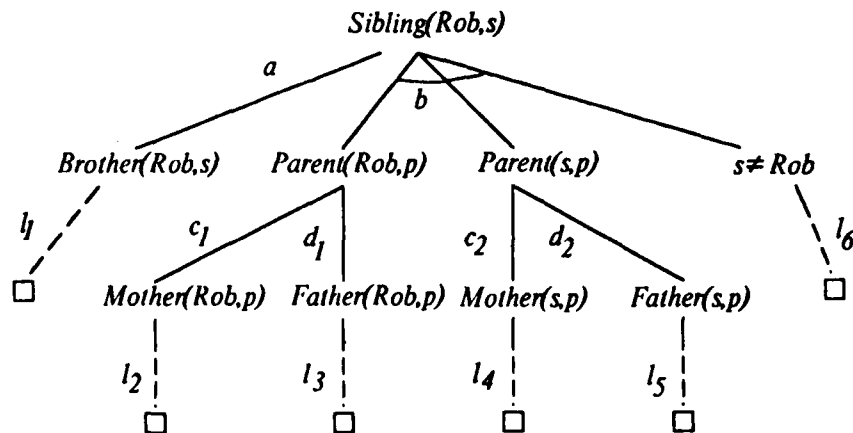 Sibling(Rob,s)
a
b
Brother(Rob,s) Parent(Rob,p) Parent(s,p) s≠Rob
l1 c1 d1 c2 d2 l6
Mother(Rob,p) Father(Rob,p) Mother(s,p) Father(s,p)
l2 l3 l4 l5